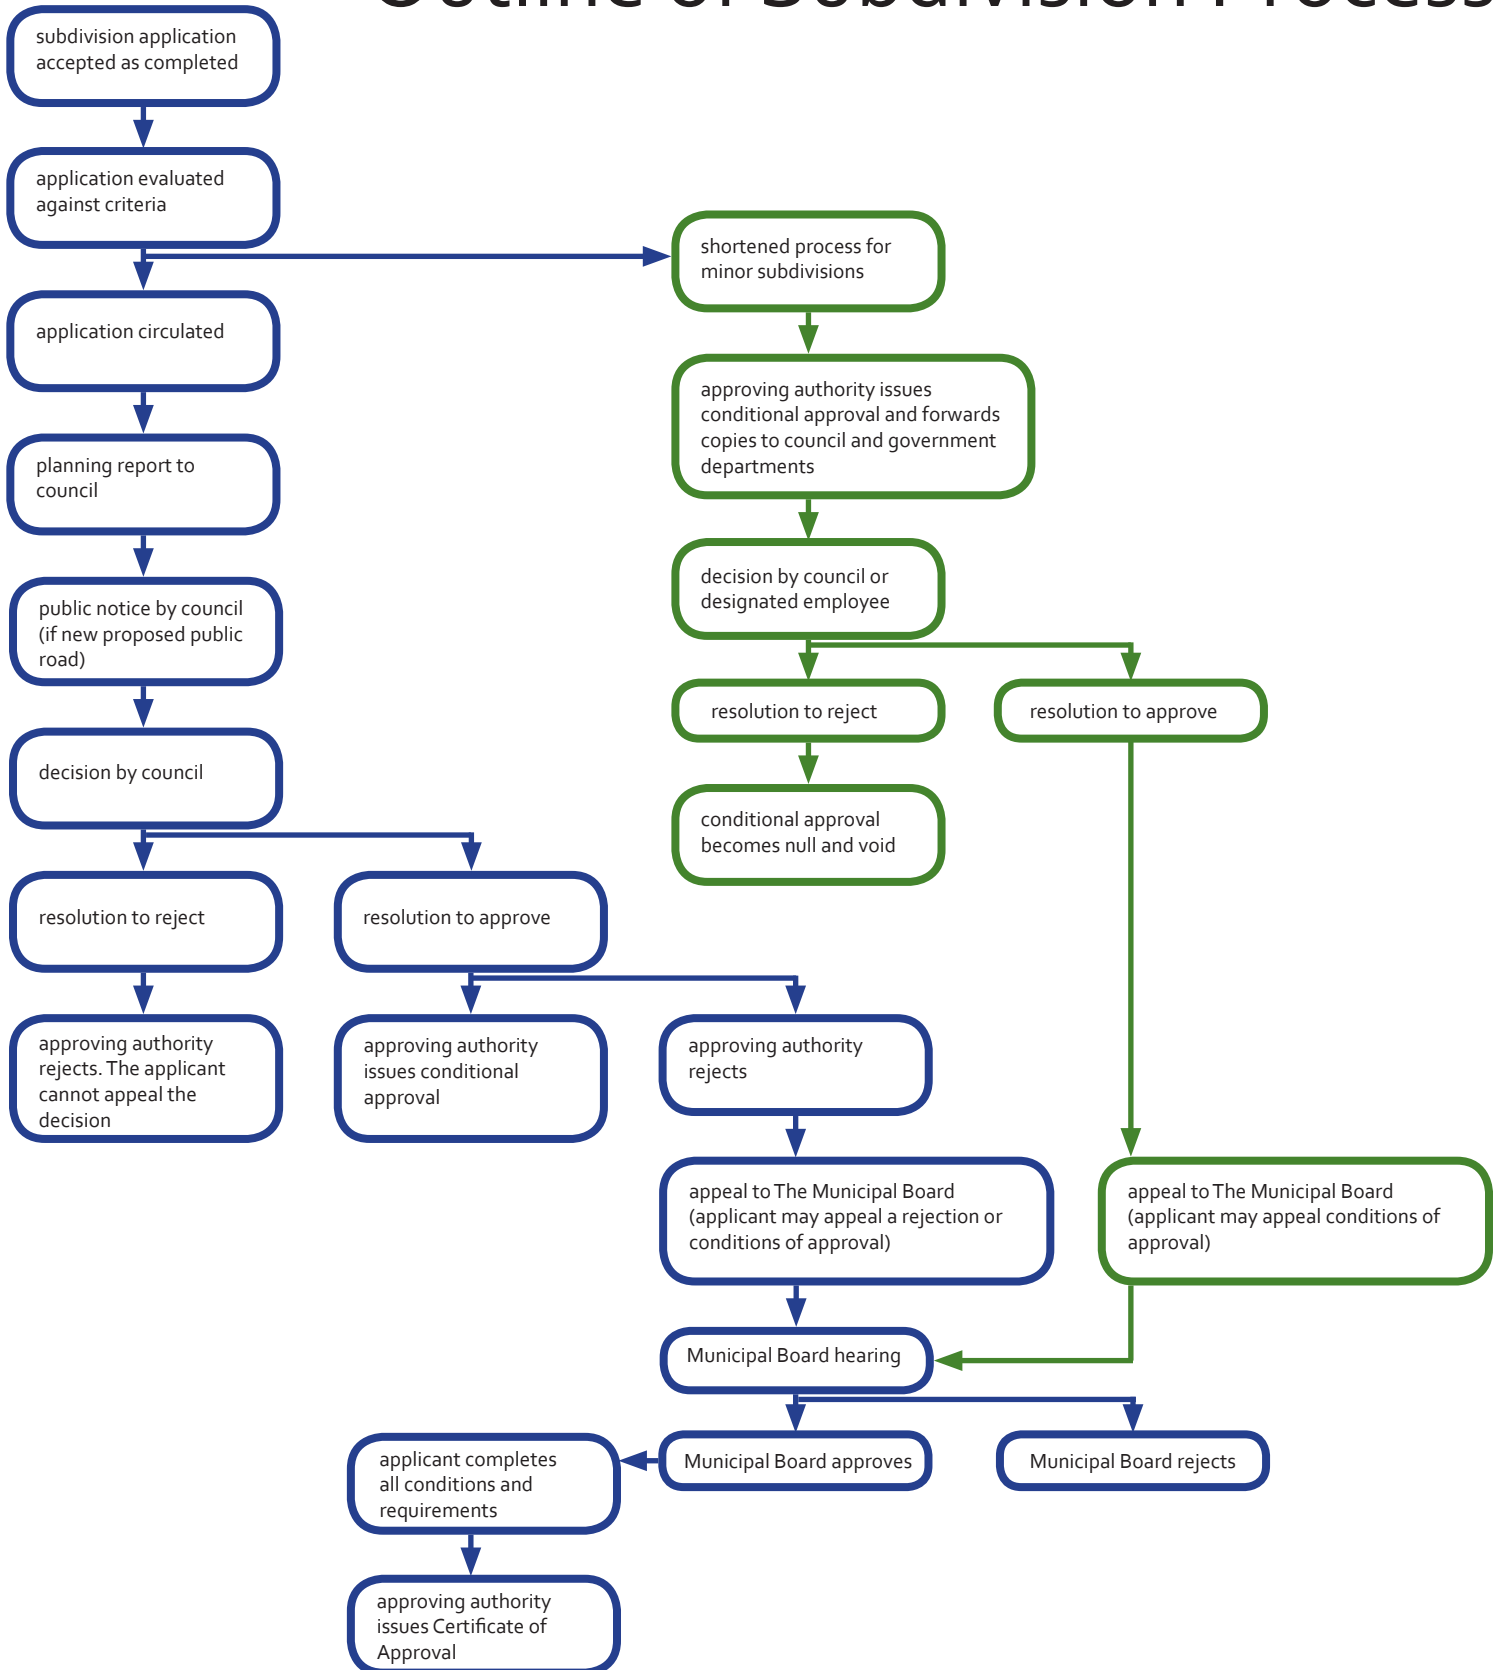 Outline of Subdivision Process
subdivision application
accepted as completed
application evaluated
against criteria
shortened process for
minor subdivisions
application circulated
approving authority issues
conditional approval and forwards
copies to council and government
departments
planning report to
council
decision by council or
designated employee
public notice by council
(if new proposed public
road)
resolution to reject
resolution to approve
decision by council
conditional approval
becomes null and void
resolution to reject
resolution to approve
approving authority
rejects. The applicant
cannot appeal the
decision
approving authority
issues conditional
approval
approving authority
rejects
appeal to The Municipal Board
(applicant may appeal a rejection or
conditions of approval)
appeal to The Municipal Board
(applicant may appeal conditions of
approval)
Municipal Board hearing
applicant completes
all conditions and
requirements
Municipal Board approves
Municipal Board rejects
approving authority
issues Certificate of
Approval